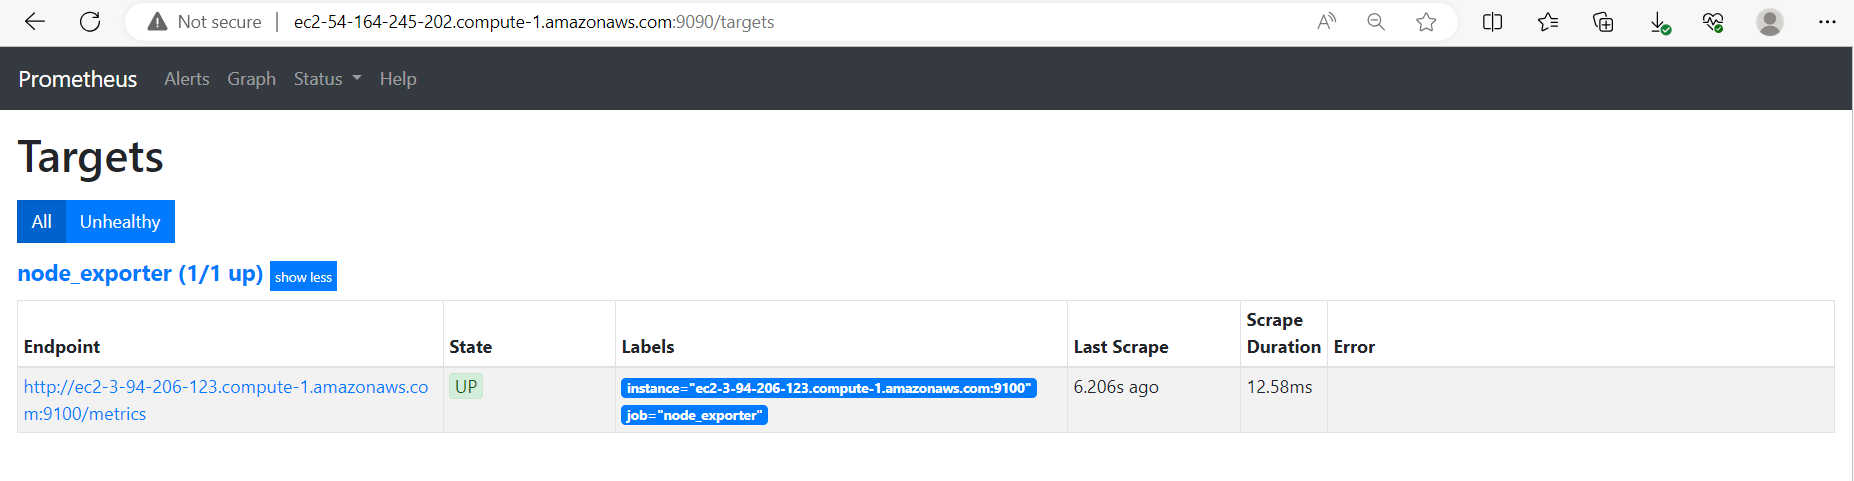 Not secure | ec2-54-164-245-202.compute-1.amazonaws.com:9090/targets
Prometheus Alerts Graph Status Help
Targets
All Unhealthy
node_exporter (1/1 up) show less
Endpoint State Labels Last Scrape Scrape Duration Error
http://ec2-3-94-206-123.compute-1.amazonaws.co UP instance="ec2-3-94-206-123.compute-1.amazonaws.com:9100" 6.206s ago 12.58ms
m:9100/metrics job="node_exporter"